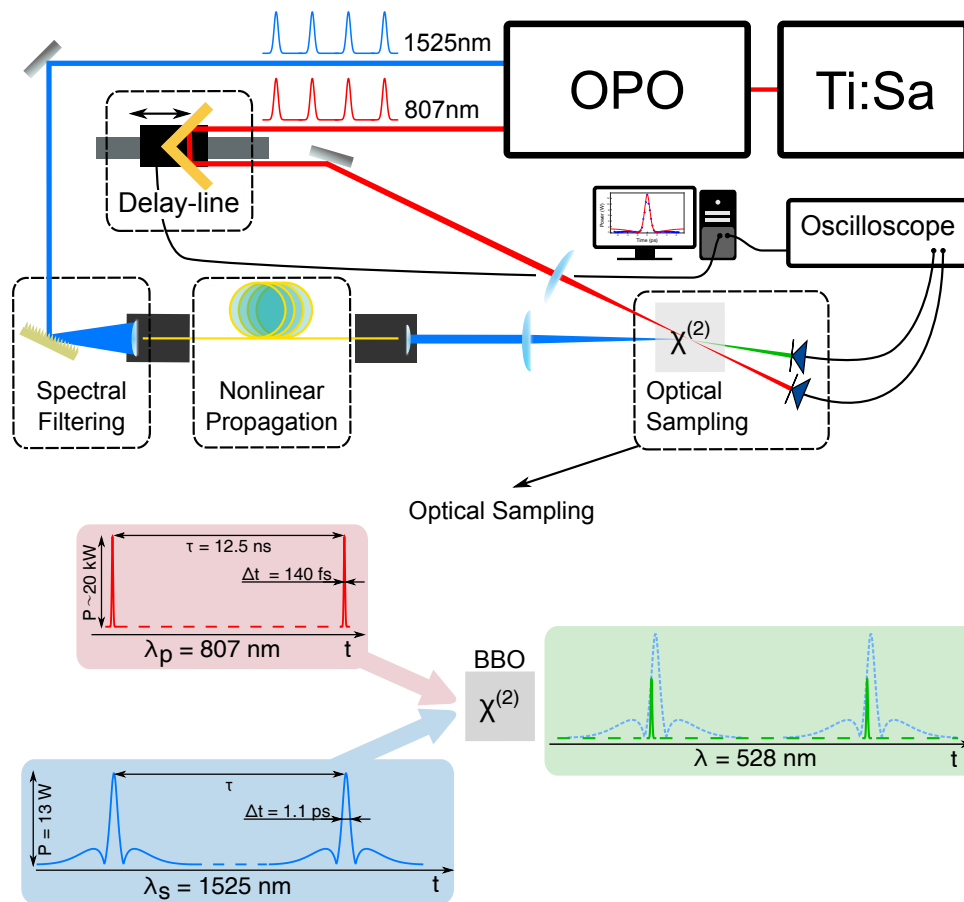 1525nm
807nm
OPO
Ti:Sa
Delay-line
Power (W)
Time (ps)
Oscilloscope
Spectral
Filtering
Nonlinear
Propagation
χ(2)
Optical
Sampling
Optical Sampling
τ = 12.5 ns
Δt = 140 fs
P~20 kW
λp = 807 nm
t
BBO
χ(2)
λ = 528 nm
t
τ
Δt = 1.1 ps
P = 13 W
λs = 1525 nm
t